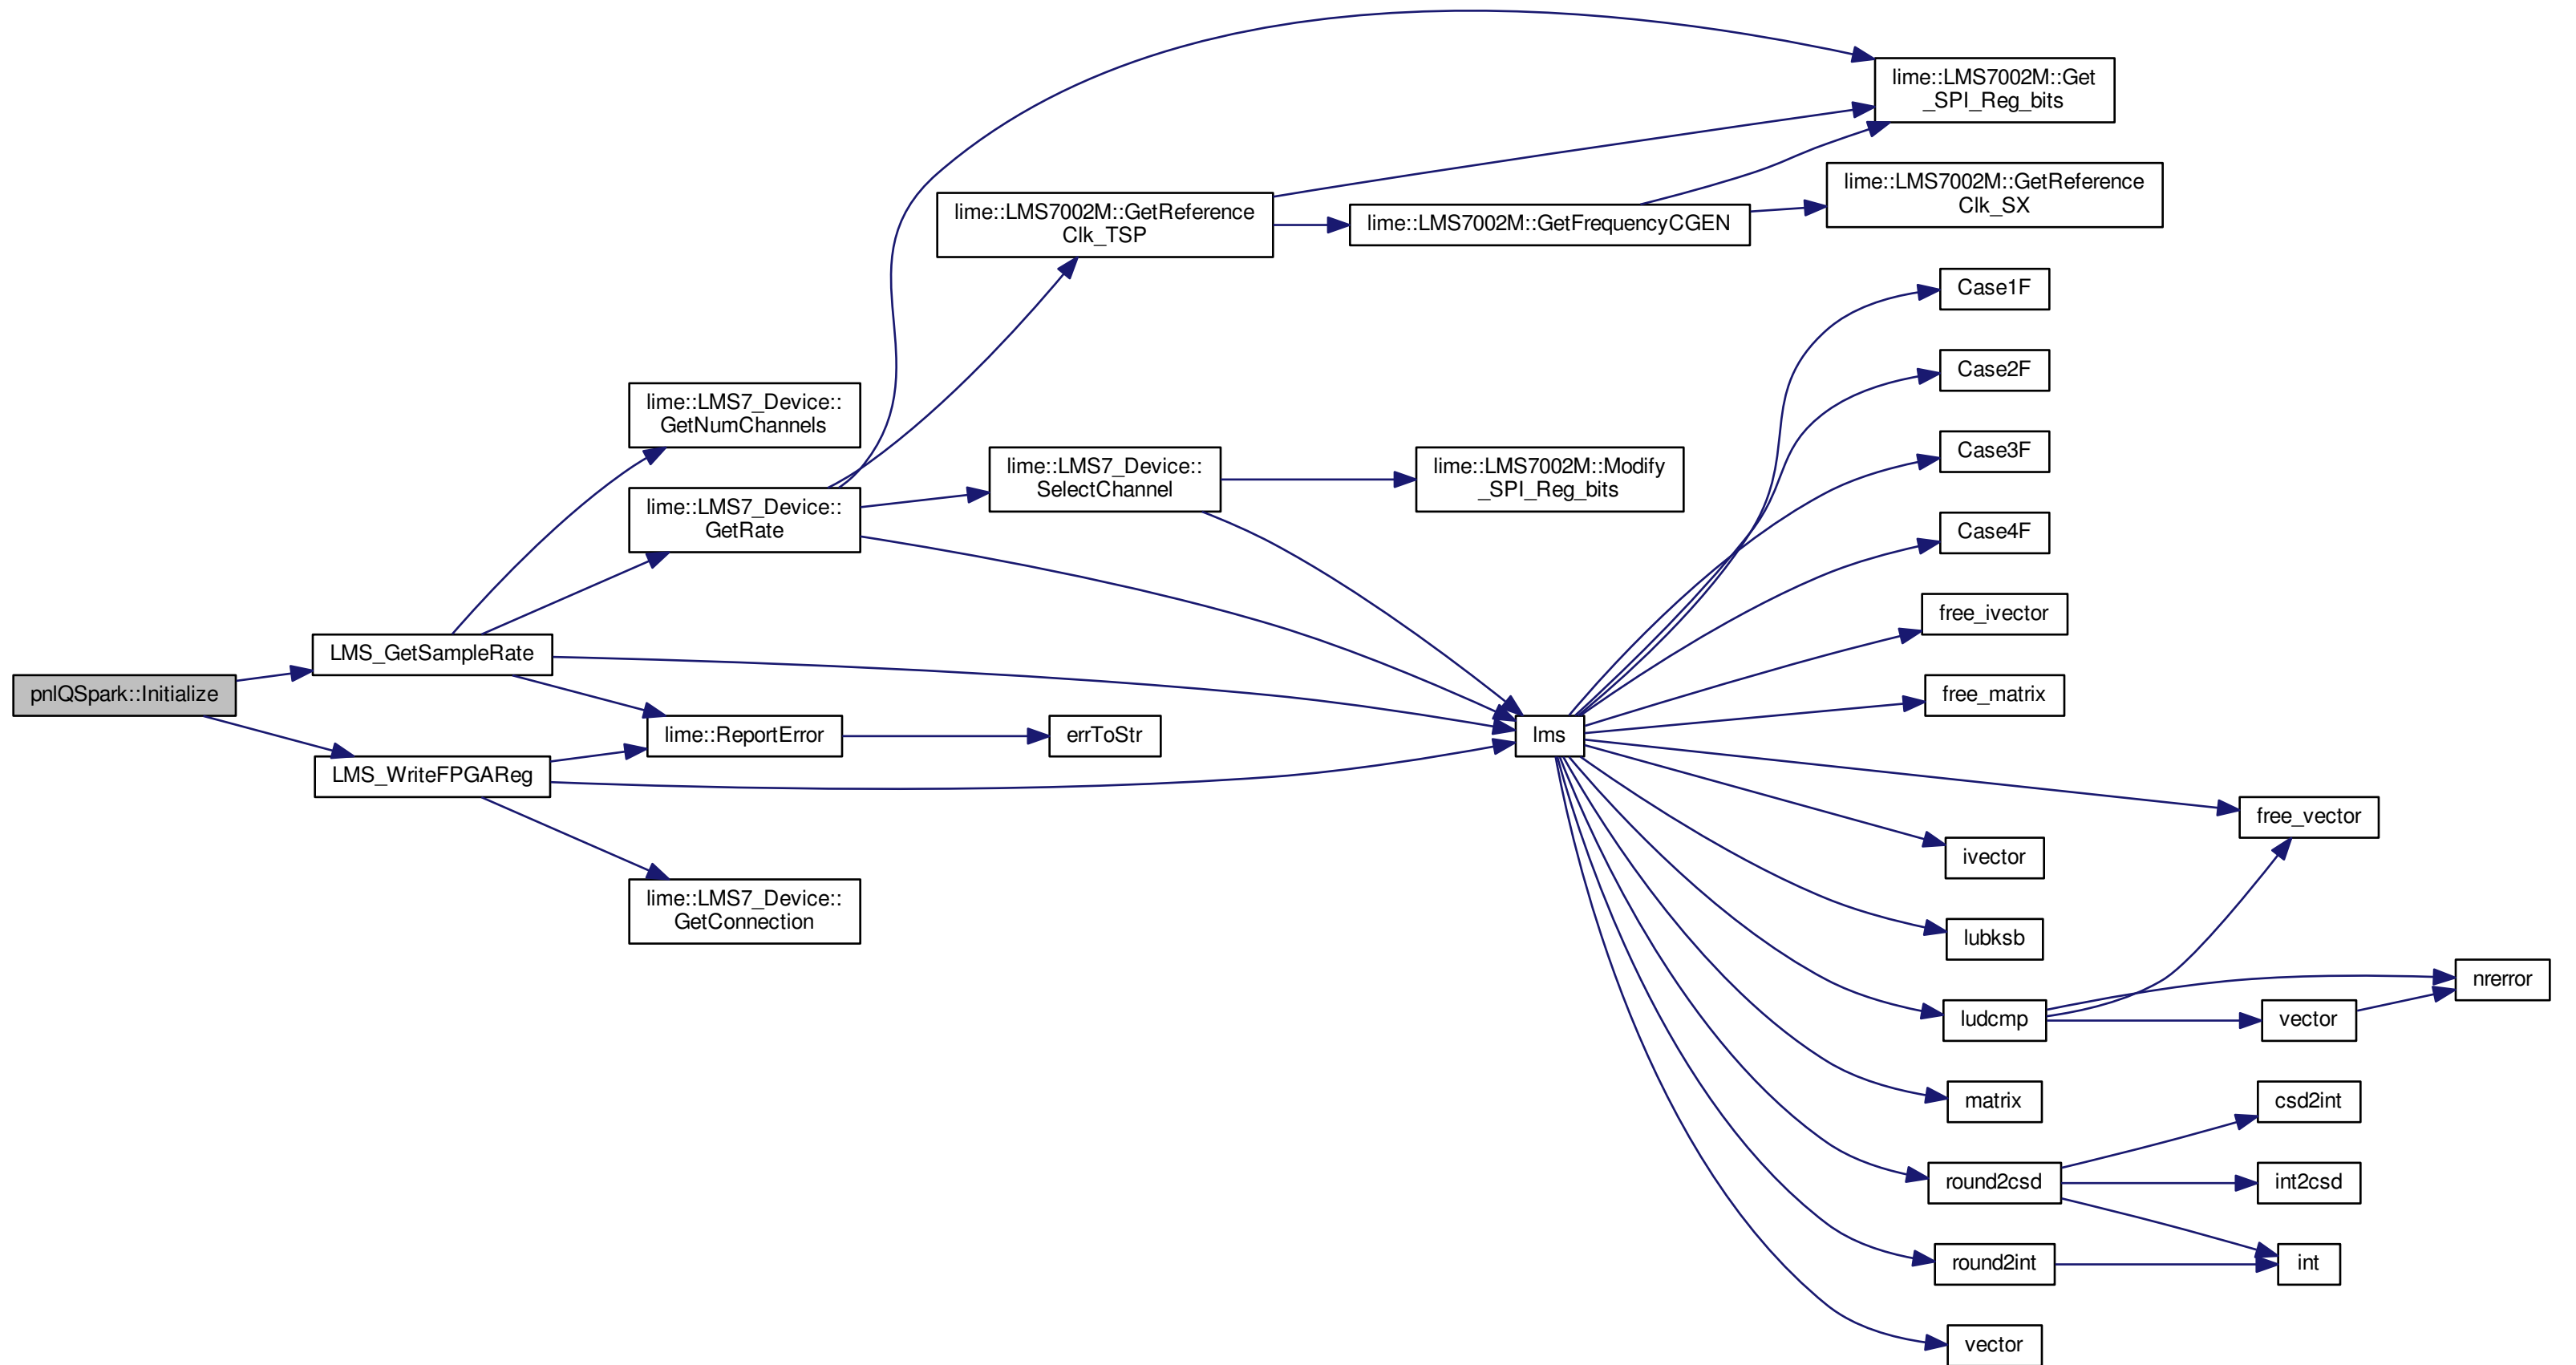 lime::LMS7002M::Get
_SPI_Reg_bits
lime::LMS7002M::GetReference
Clk_TSP
lime::LMS7002M::GetFrequencyCGEN
lime::LMS7002M::GetReference
Clk_SX
Case1F
Case2F
lime::LMS7_Device::
GetNumChannels
Case3F
lime::LMS7_Device::
GetRate
lime::LMS7_Device::
SelectChannel
lime::LMS7002M::Modify
_SPI_Reg_bits
Case4F
free_ivector
LMS_GetSampleRate
pnlQSpark::Initialize
free_matrix
lime::ReportError
errToStr
lms
LMS_WriteFPGAReg
free_vector
ivector
lime::LMS7_Device::
GetConnection
lubksb
nrerror
ludcmp
vector
matrix
csd2int
round2csd
int2csd
round2int
int
vector